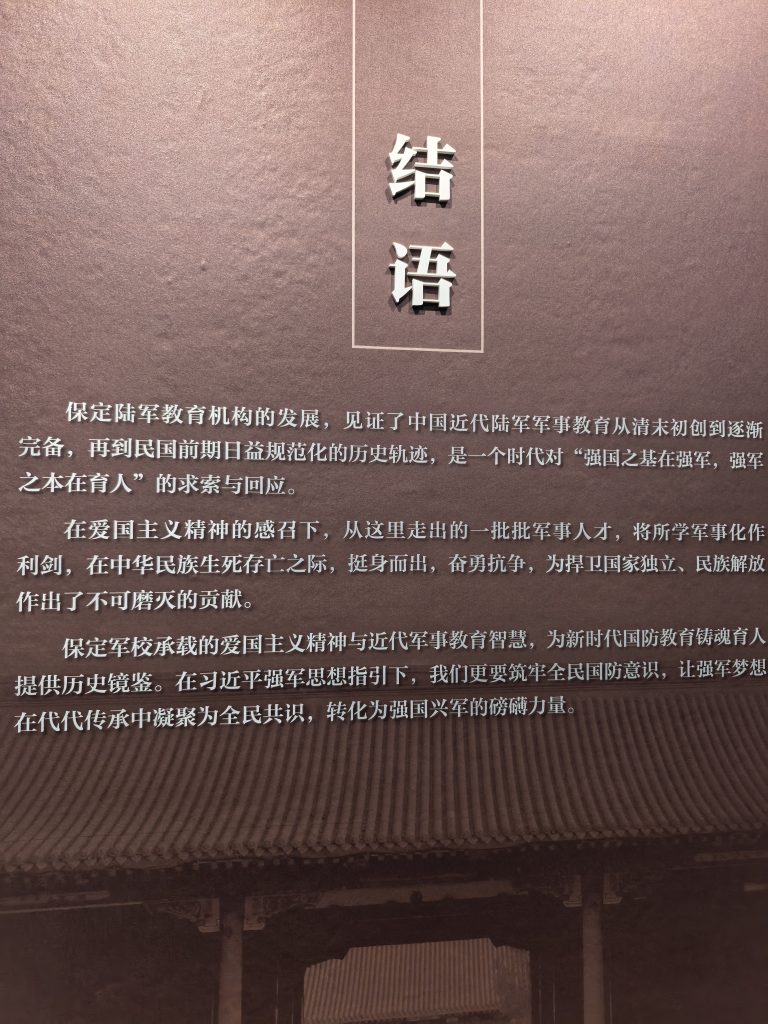 结语
保定陆军教育机构的发展，见证了中国近代陆军军事教育从清末初创到逐渐
完备，再到民国前期日益规范化的历史轨迹，是一个时代对“强国之基在强军，强军
之本在育人”的求索与回应。
在爱国主义精神的感召下，从这里走出的一批批军事人才，将所学军事化作
利剑，在中华民族生死存亡之际，挺身而出，奋勇抗争，为捍卫国家独立、民族解放
作出了不可磨灭的贡献。
保定军校承载的爱国主义精神与近代军事教育智慧，为新时代国防教育铸魂育人
提供历史镜鉴。在习近平强军思想指引下，我们更要筑牢全民国防意识，让强军梦想
在代代传承中凝聚为全民共识，转化为强国兴军的磅礴力量。